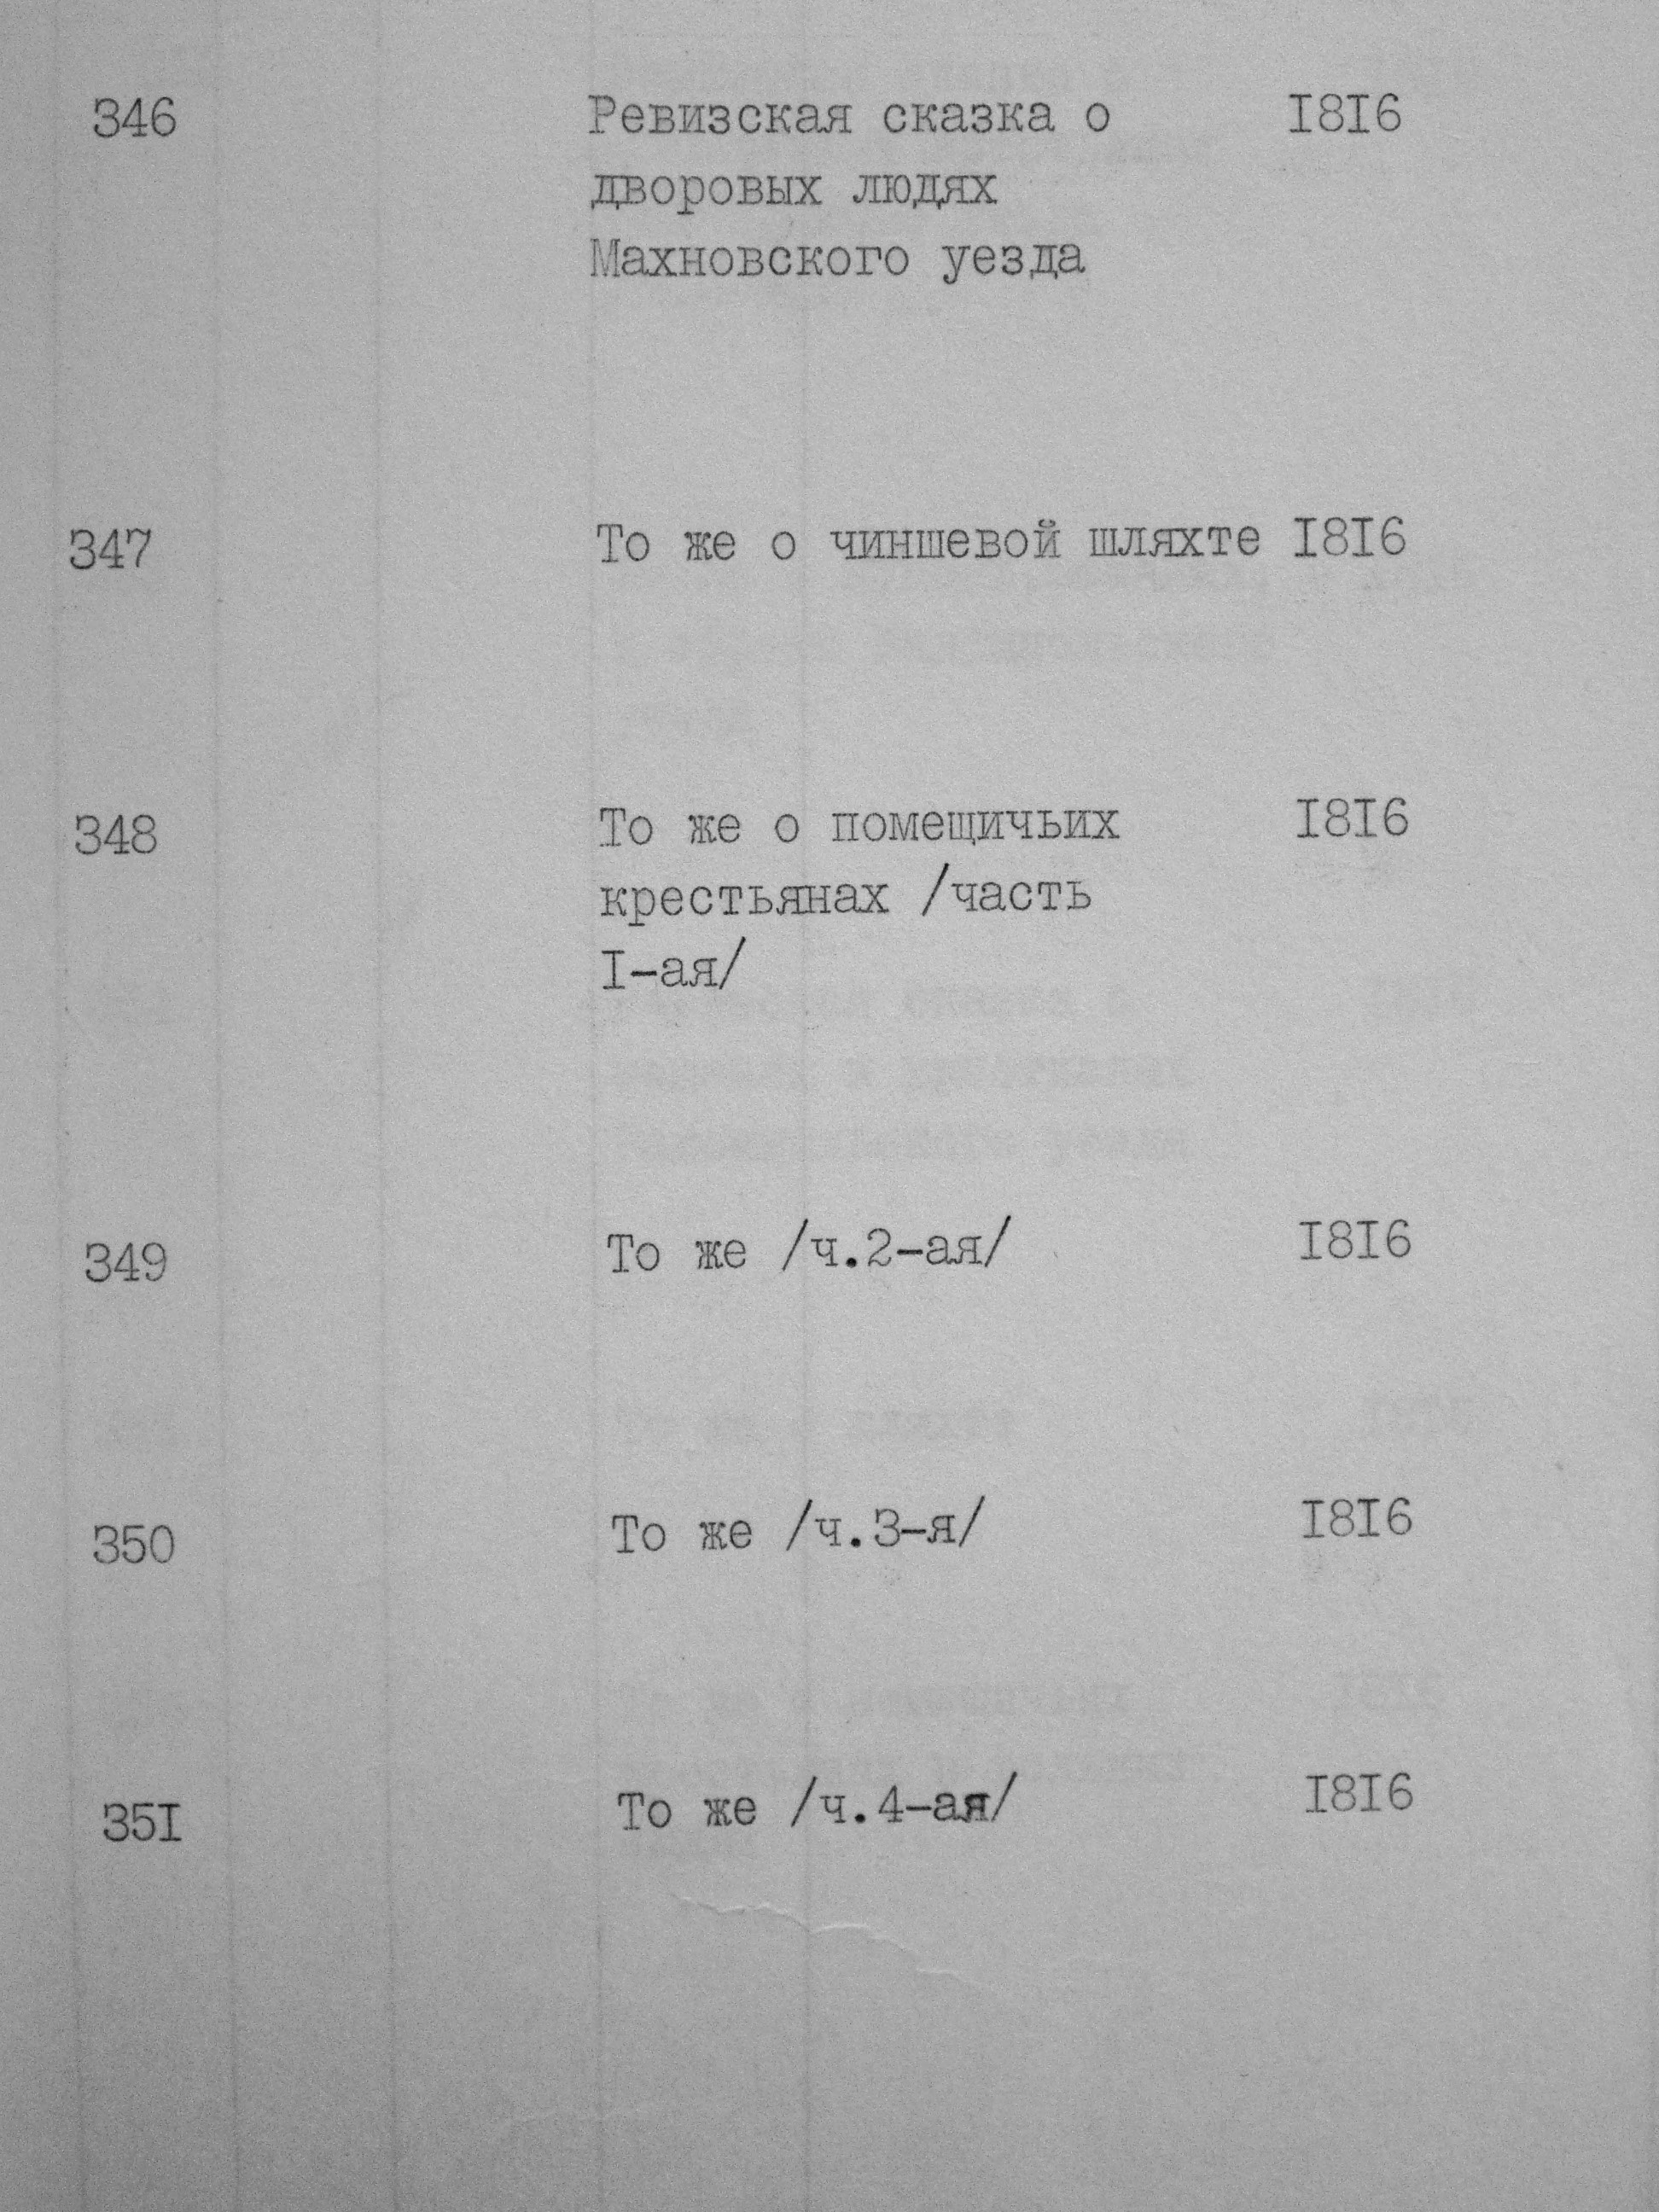 346 Ревизская сказка о I8I6
дворовых людях
Махновского уезда
347 То же о чиншевой шляхте I8I6
348 То же о помещичьих I8I6
крестьянах /часть
I-ая/
349 То же /ч.2-ая/ I8I6
350 То же /ч.3-я/ I8I6
35I То же /ч.4-ая/ I8I6